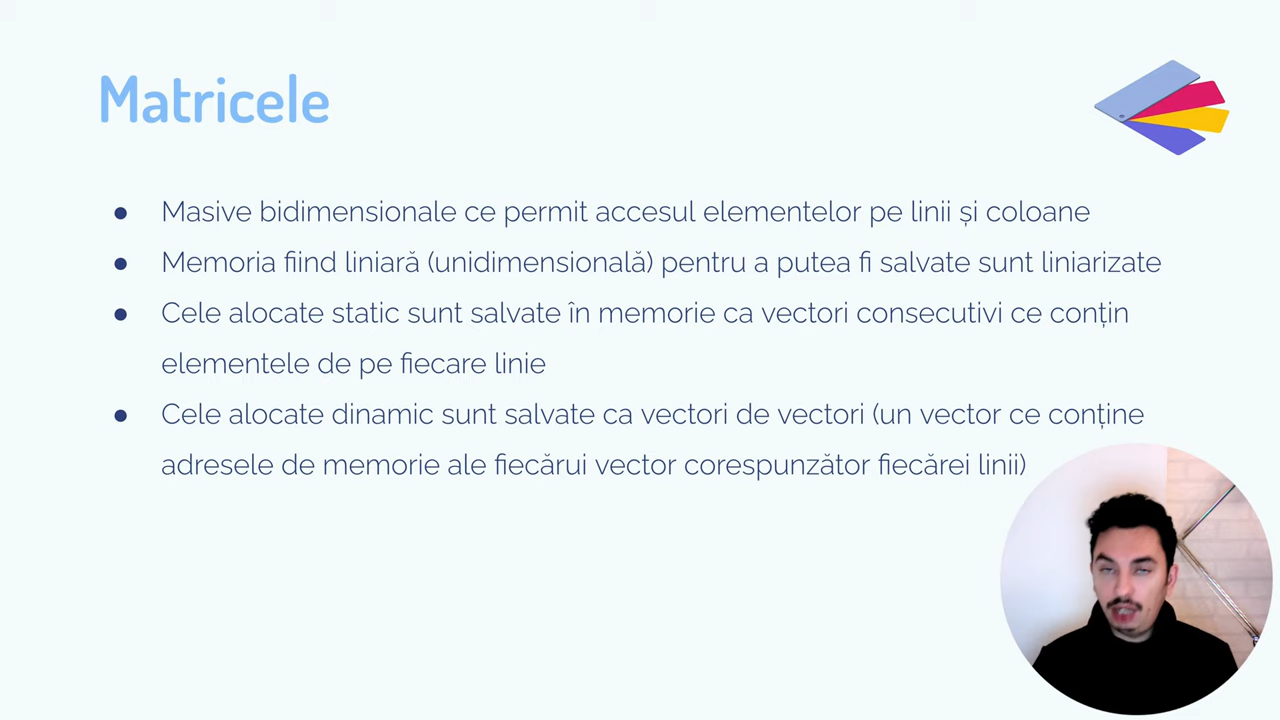 Matricele
● Masive bidimensionale ce permit accesul elementelor pe linii și coloane
● Memoria fiind liniară (unidimensională) pentru a putea fi salvate sunt liniarizate
● Cele alocate static sunt salvate în memorie ca vectori consecutivi ce conțin
elementele de pe fiecare linie
● Cele alocate dinamic sunt salvate ca vectori de vectori (un vector ce conține
adresele de memorie ale fiecărui vector corespunzător fiecărei linii)